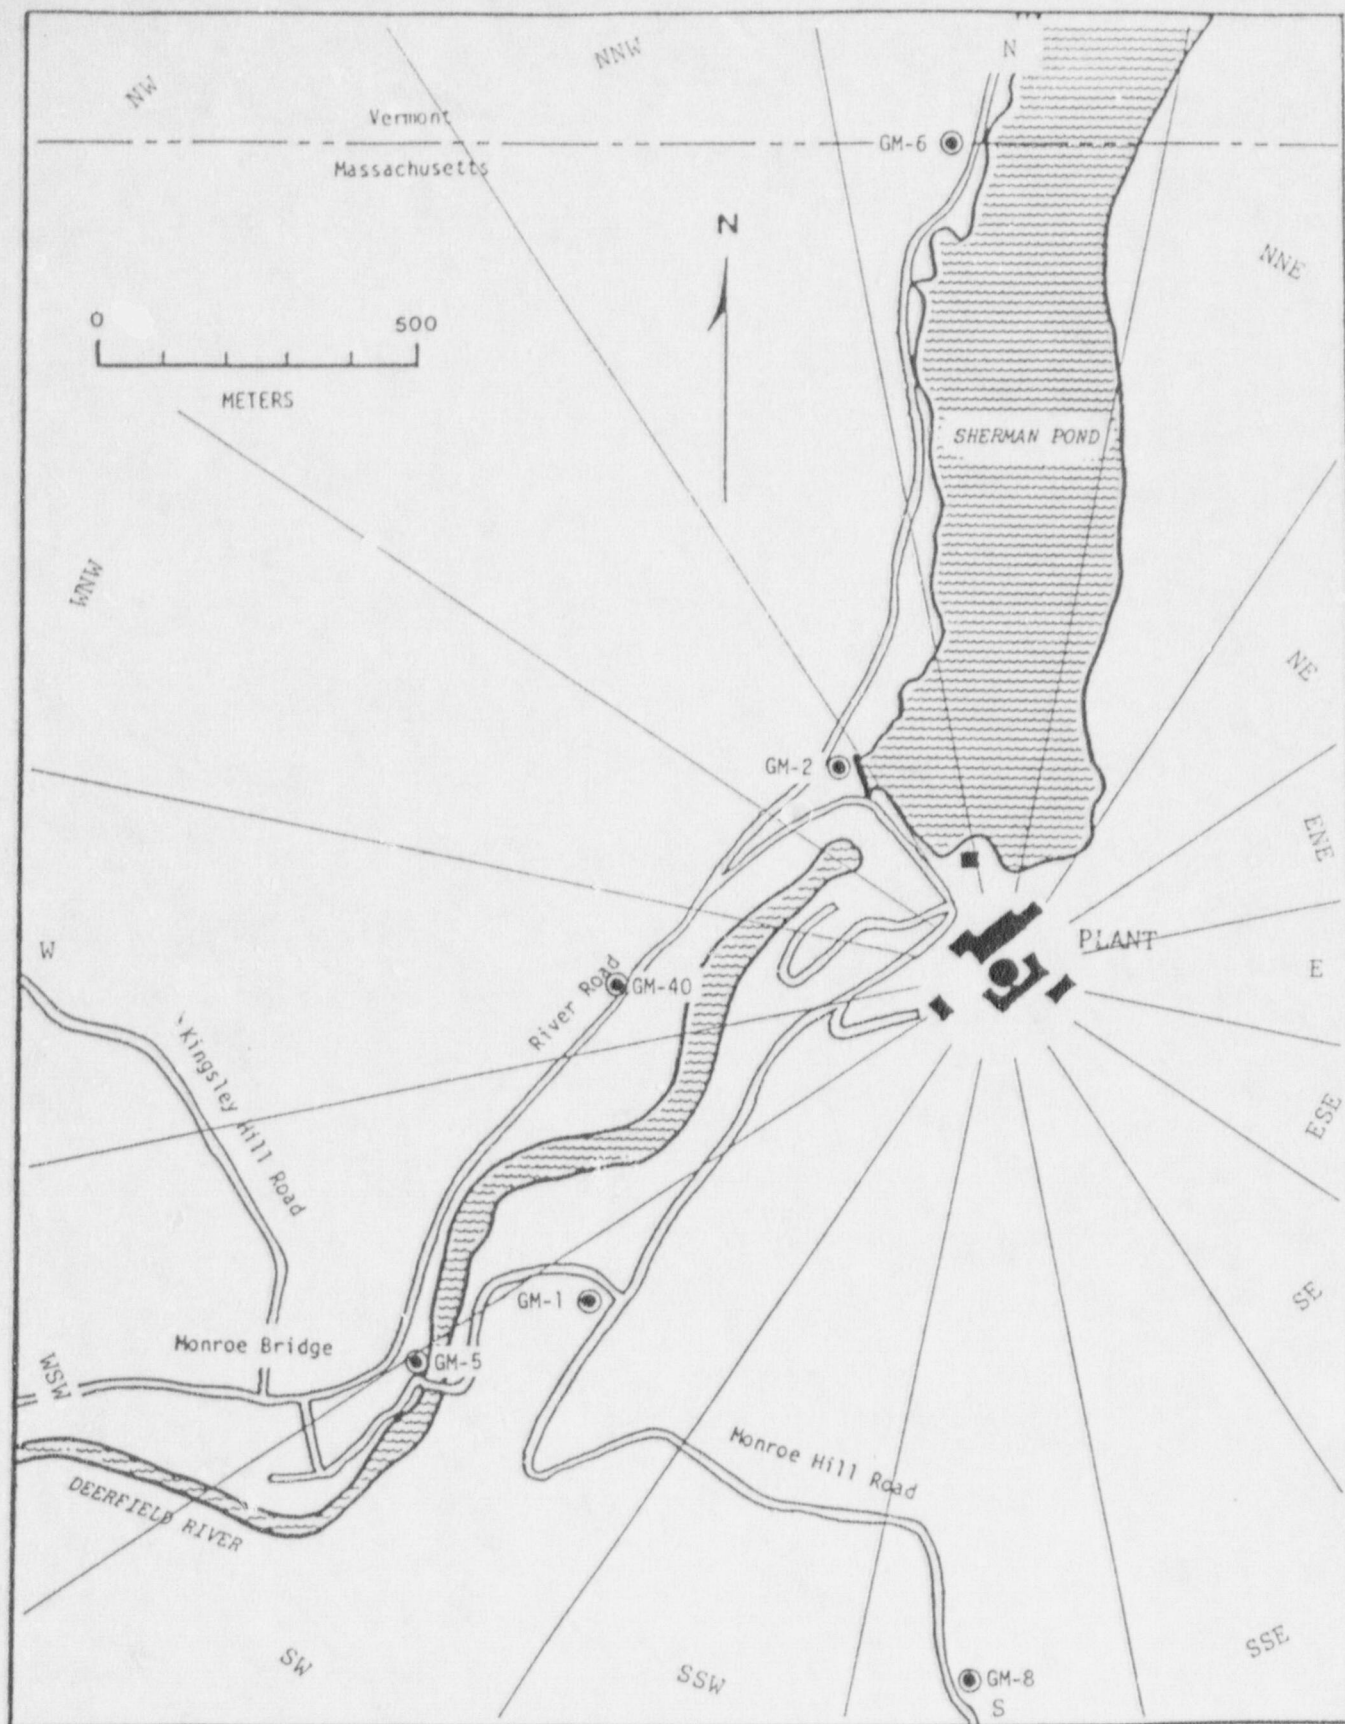 N
NNW
NW
Vermont
GM-6
Massachusetts
N
NNE
0 500
METERS
SHERMAN POND
WNW
NE
GM-2
ENE
PLANT
W
E
River Road
GM-40
Kingsley Hill Road
ESE
SE
GM-1
Monroe Bridge
GM-5
WSW
Monroe Hill Road
DEERFIELD RIVER
SSE
SW
SSW
GM-8
S